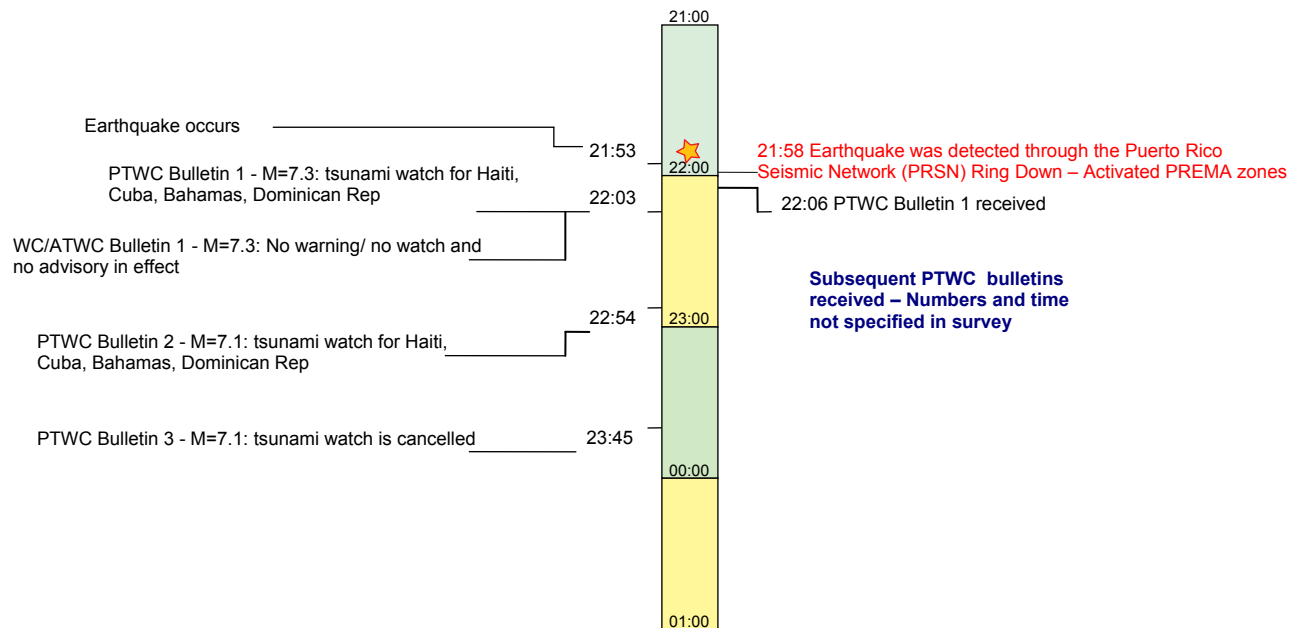 21:00
Earthquake occurs
21:53
21:58 Earthquake was detected through the Puerto Rico
Seismic Network (PRSN) Ring Down – Activated PREMA zones
22:00
PTWC Bulletin 1 - M=7.3: tsunami watch for Haiti,
Cuba, Bahamas, Dominican Rep
22:03
22:06 PTWC Bulletin 1 received
WC/ATWC Bulletin 1 - M=7.3: No warning/ no watch and
no advisory in effect
Subsequent PTWC bulletins
received – Numbers and time
not specified in survey
22:54
23:00
PTWC Bulletin 2 - M=7.1: tsunami watch for Haiti,
Cuba, Bahamas, Dominican Rep
PTWC Bulletin 3 - M=7.1: tsunami watch is cancelled
23:45
00:00
01:00